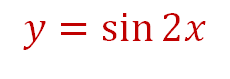 y = sin 2x